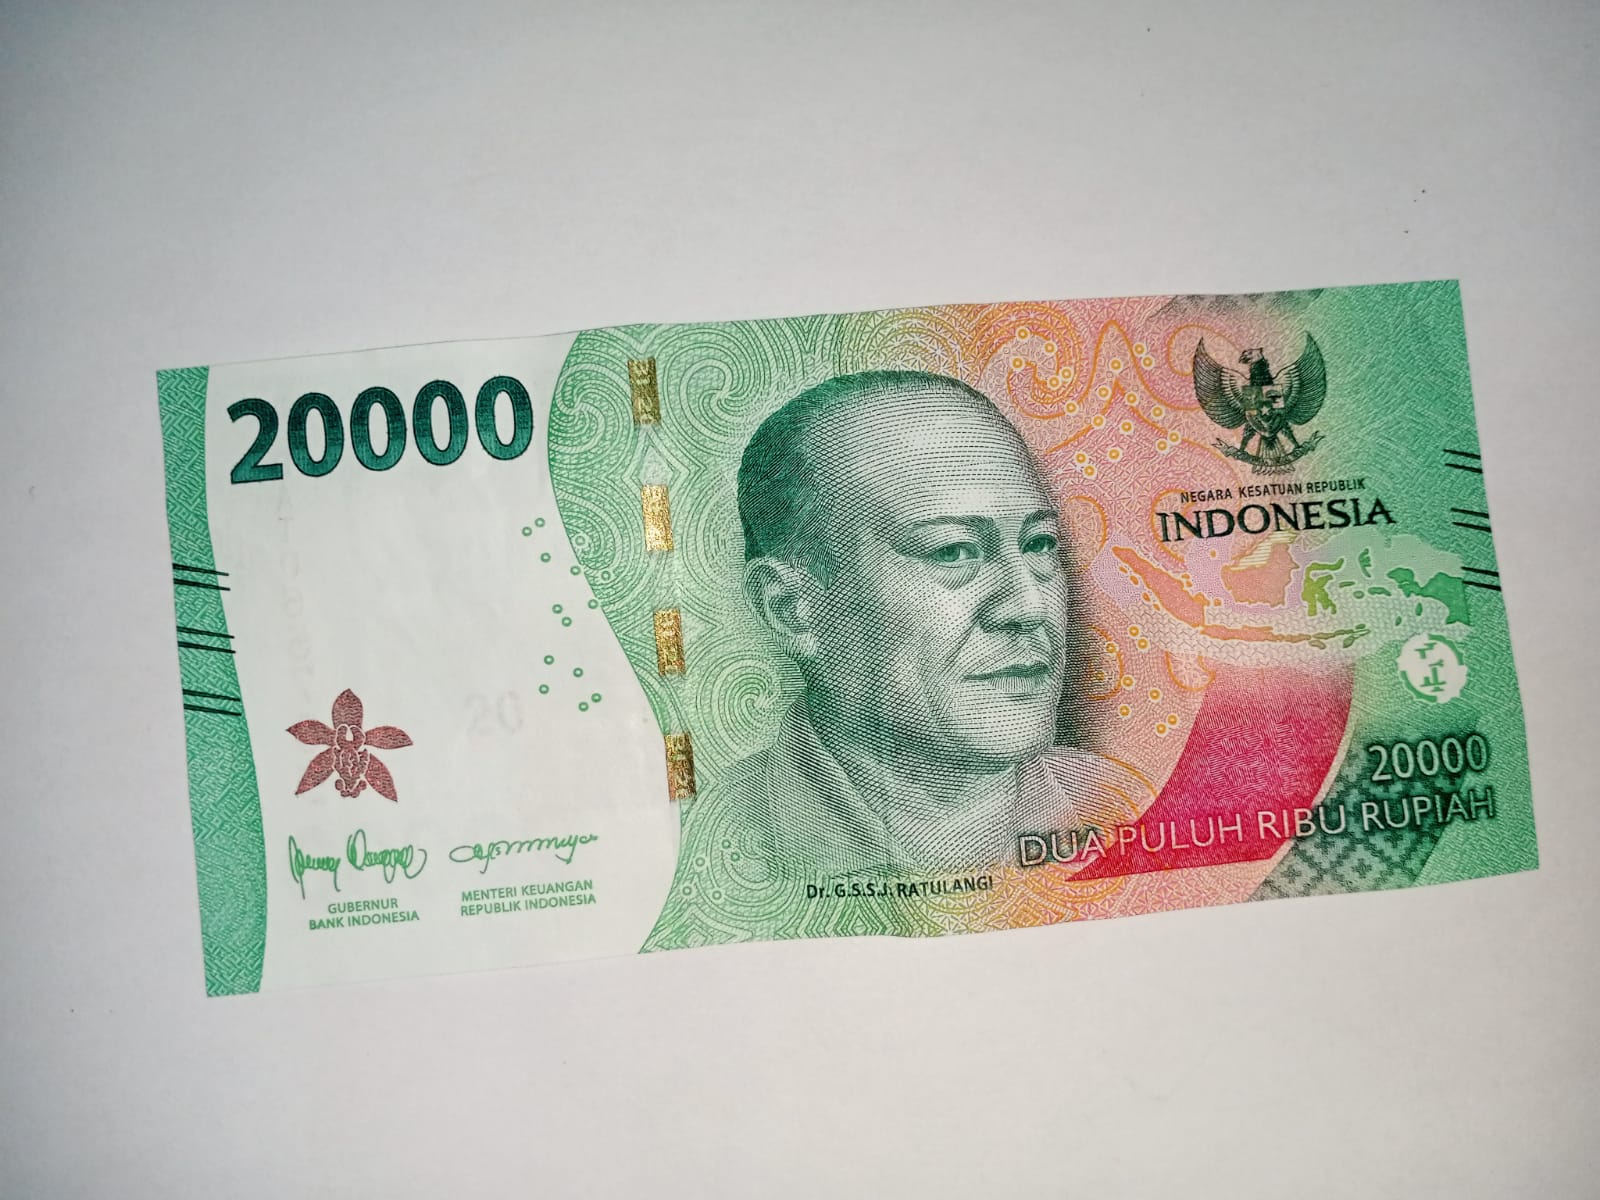 20000
NEGARA KESATUAN REPUBLIK
INDONESIA
20
20000
DUA PULUH RIBU RUPIAH
Dr. G.S.S.J. RATULANGI
GUBERNUR
BANK INDONESIA
MENTERI KEUANGAN
REPUBLIK INDONESIA